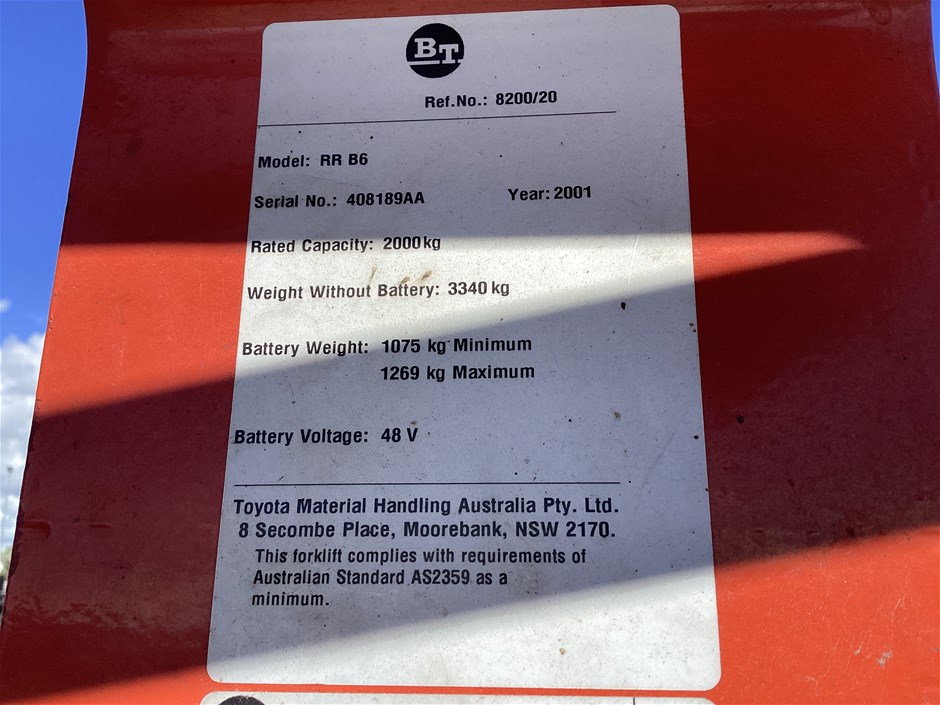 BT
Ref.No.: 8200/20
Model: RR B6
Serial No.: 408189AA Year: 2001
Rated Capacity: 2000kg
Weight Without Battery: 3340 kg
Battery Weight: 1075 kg Minimum
1269 kg Maximum
Battery Voltage: 48 V
Toyota Material Handling Australia Pty. Ltd.
8 Secombe Place, Moorebank, NSW 2170.
This forklift complies with requirements of
Australian Standard AS2359 as a
minimum.